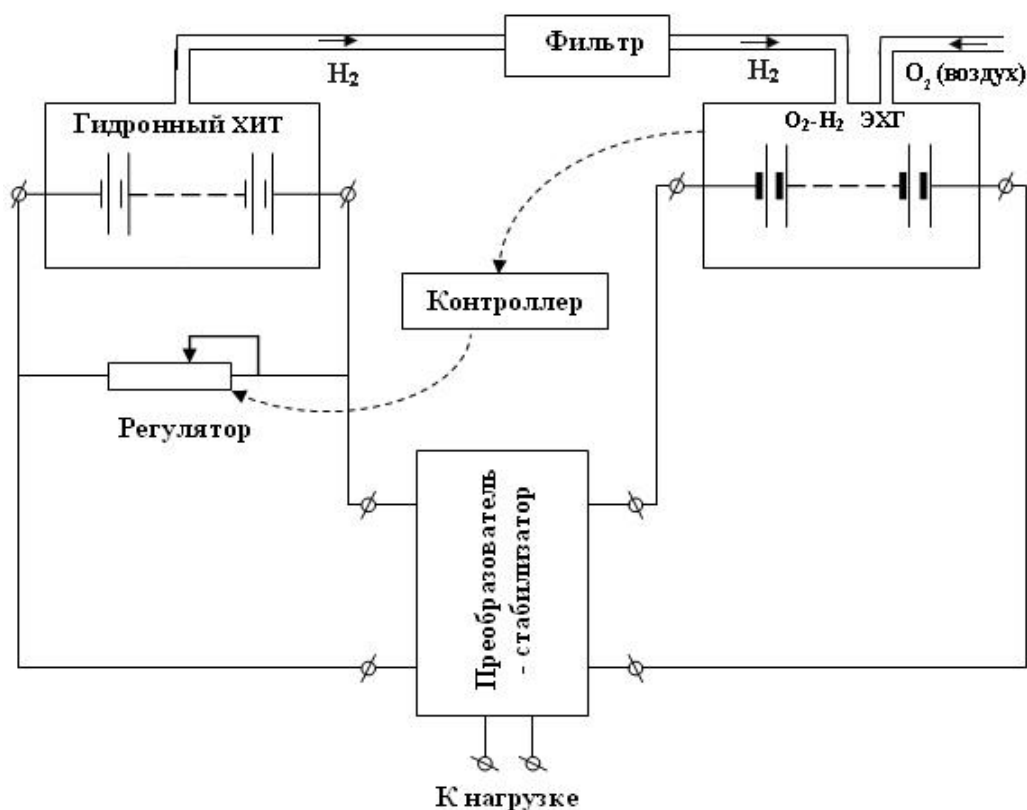 Фильтр
H₂
H₂
O₂ (воздух)
Гидронный ХИТ
O₂-H₂ ЭХГ
Контроллер
Регулятор
Преобразователь
- стабилизатор
К нагрузке